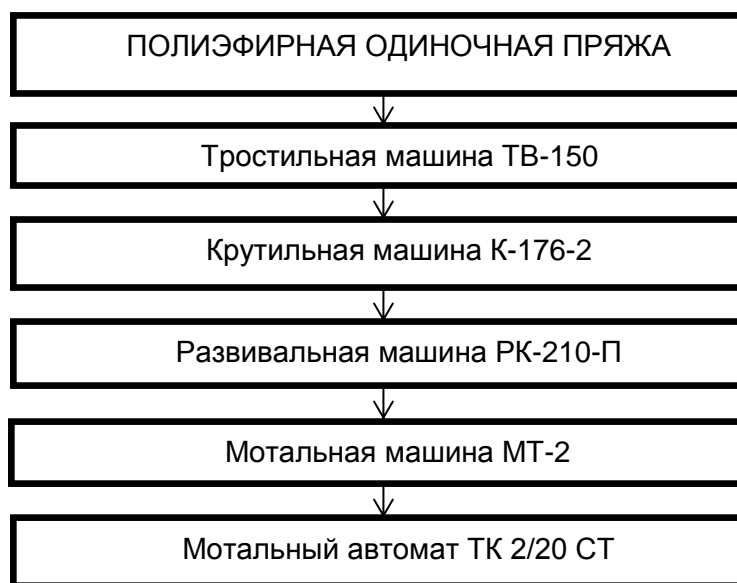 ПОЛИЭФИРНАЯ ОДИНОЧНАЯ ПРЯЖА
Тростильная машина ТВ-150
Крутильная машина К-176-2
Развивальная машина РК-210-П
Мотальная машина МТ-2
Мотальный автомат ТК 2/20 СТ